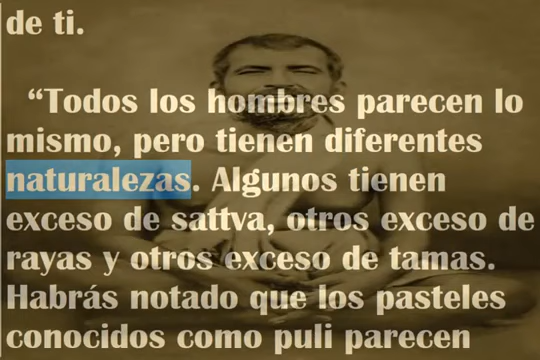 de ti.
“Todos los hombres parecen lo
mismo, pero tienen diferentes
naturalezas. Algunos tienen
exceso de sattva, otros exceso de
rayas y otros exceso de tamas.
Habrás notado que los pasteles
conocidos como puli parecen